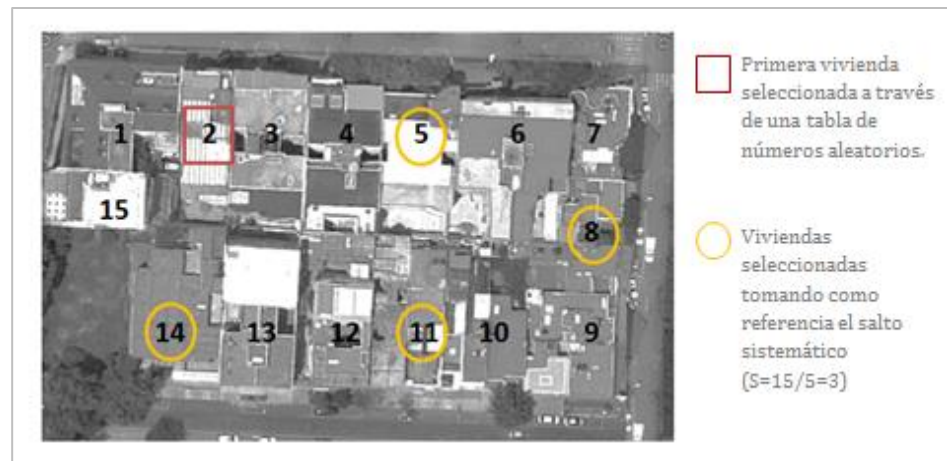 Primera vivienda
seleccionada a través
de una tabla de
números aleatorios.
1 2 3 4 5 6 7
15
8
Viviendas
seleccionadas
tomando como
referencia el salto
sistemático
(S=15/5=3)
14 13 12 11 10 9